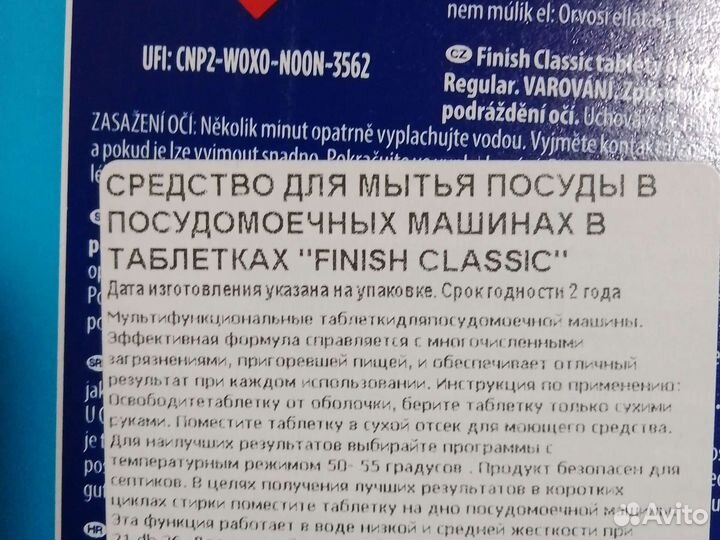 nem múlik el: Orvosi ellátást
UFI: CNP2-W0X0-N00N-3562
CZ Finish Classic tablety
Regular. VAROVÁNÍ.
podráždění očí.
ZASAŽENÍ OČÍ: Několik minut opatrně vyplachujte vodou. Vyjměte
a pokud je lze vyjmout snadno.
СРЕДСТВО ДЛЯ МЫТЬЯ ПОСУДЫ В
ПОСУДОМОЕЧНЫХ МАШИНАХ В
ТАБЛЕТКАХ "FINISH CLASSIC"
Дата изготовления указана на упаковке. Срок годности 2 года
Мультифункциональные таблеткидляпосудомоечной машины.
Эффективная формула справляется с многочисленными
загрязнениями, пригоревшей пищей, и обеспечивает отличный
результат при каждом использовании. Инструкция по применению:
Освободитетаблетку от оболочки, берите таблетку только сухими
руками. Поместите таблетку в сухой отсек для моющего средства.
Для наилучших результатов выбирайте программы с
температурным режимом 50- 55 градусов . Продукт безопасен для
септиков. В целях получения лучших результатов в коротких
циклах стирки поместите таблетку на дно посудомоечной машины
Эта функция работает в воде низкой и средней жесткости при
HR
Avito